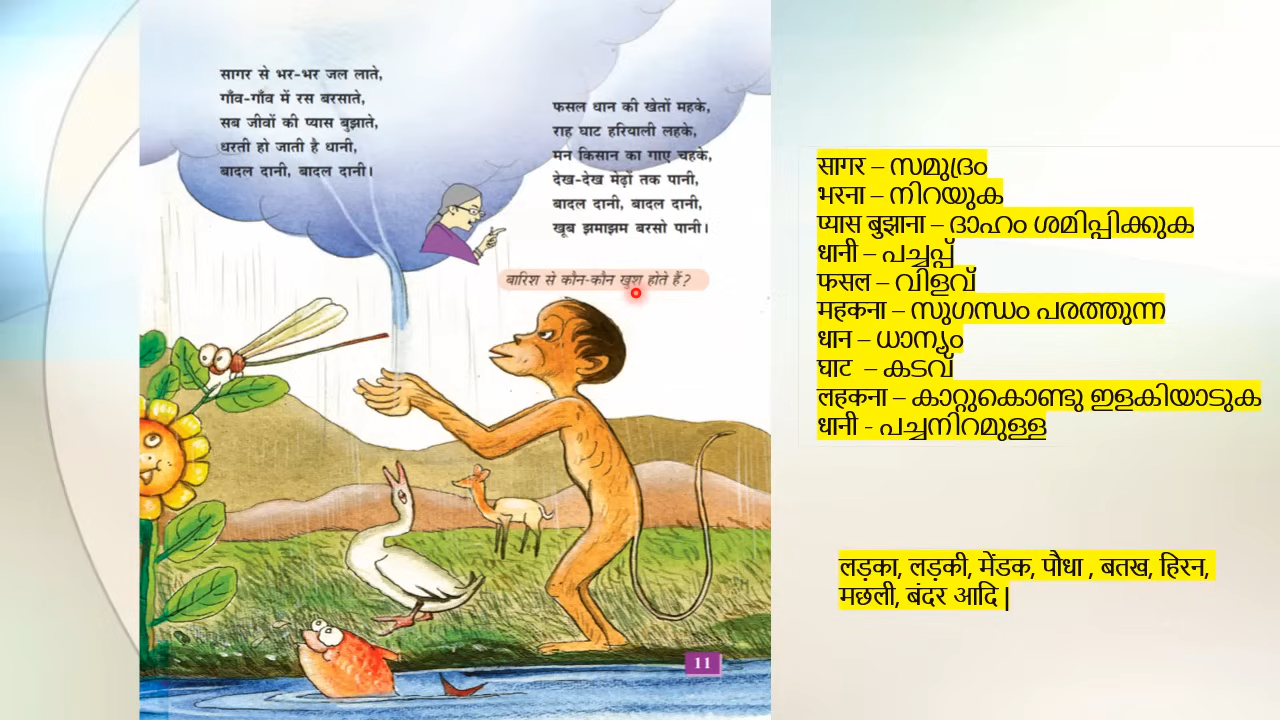 सागर से भर-भर जल लाते,
गाँव-गाँव में रस बरसाते,
सब जीवों की प्यास बुझाते,
धरती हो जाती है धानी,
बादल दानी, बादल दानी।
फसल धान की खेतों महके,
राह घाट हरियाली लहके,
मन किसान का गाए चहके,
देख-देख मेंढ़ों तक पानी,
बादल दानी, बादल दानी,
खूब झमाझम बरसो पानी।
बारिश से कौन-कौन खुश होते हैं?
11
सागर – സമുദ്രം
भरना – നിറയുക
प्यास बुझाना – ദാഹം ശമിപ്പിക്കുക
धानी – പച്ചപ്പ്
फसल – വിളവ്
महकना – സുഗന്ധം പരത്തുന്ന
धान – ധാന്യം
घाट – കടവ്
लहकना – കാറ്റുകൊണ്ടു ഇളകിയാടുക
धानी - പച്ചനിറമുള്ള
लड़का, लड़की, मेंडक, पौधा , बतख, हिरन,
मछली, बंदर आदि |